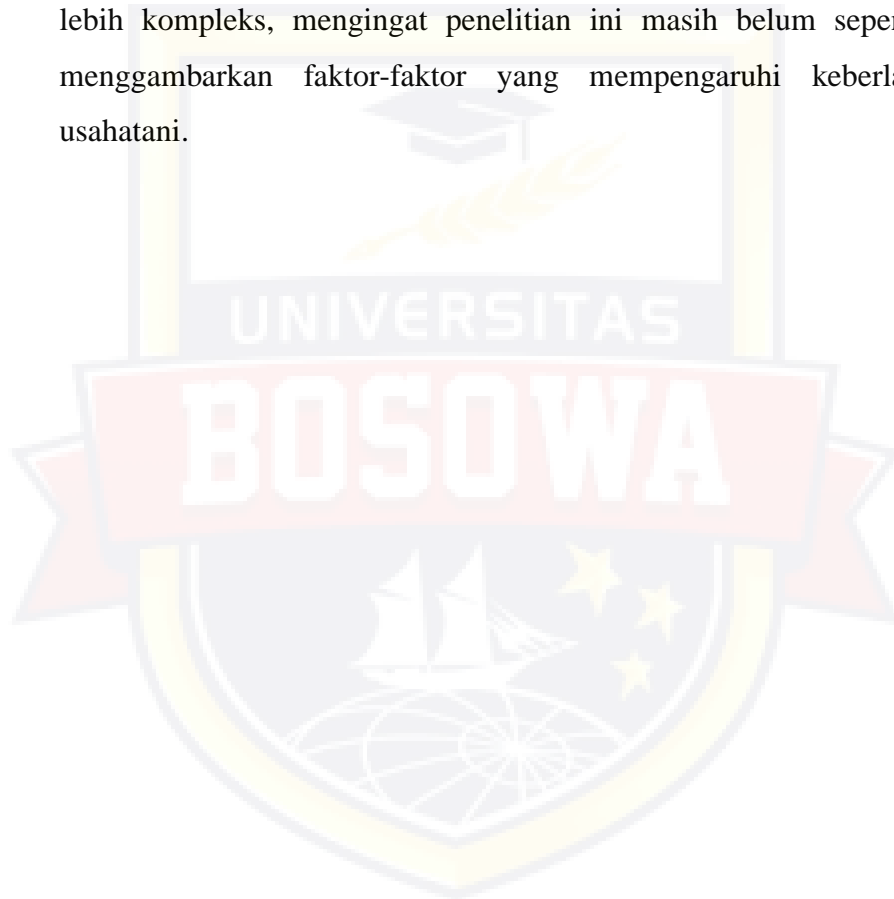 lebih kompleks, mengingat penelitian ini masih belum
menggambarkan faktor-faktor yang mempengaruhi
usahatani.
UNIVERSITAS
BOSOWA